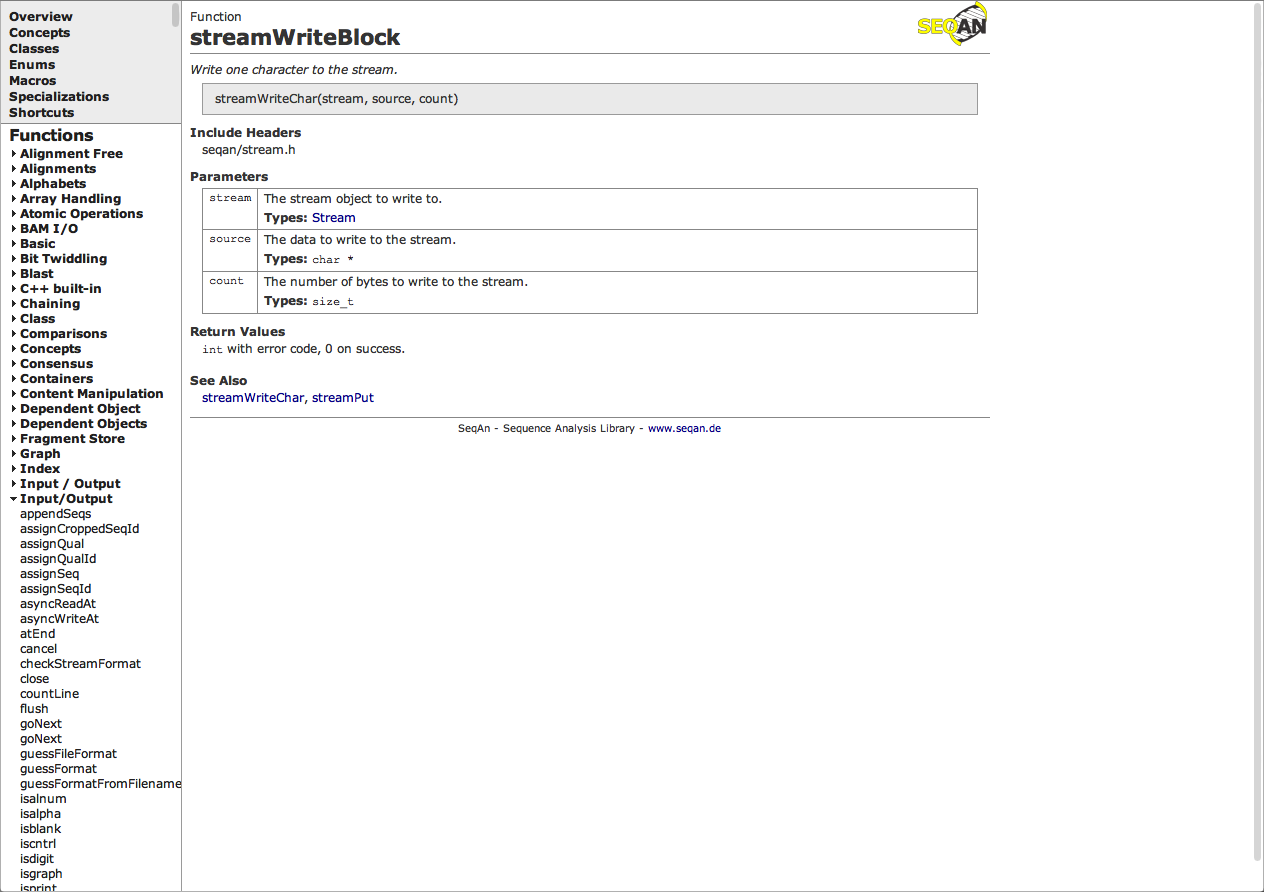 Overview
Concepts
Classes
Enums
Macros
Specializations
Shortcuts
Functions
Alignment Free
Alignments
Alphabets
Array Handling
Atomic Operations
BAM I/O
Basic
Bit Twiddling
Blast
C++ built-in
Chaining
Class
Comparisons
Concepts
Consensus
Containers
Content Manipulation
Dependent Object
Dependent Objects
Fragment Store
Graph
Index
Input / Output
Input/Output
appendSeqs
assignCroppedSeqId
assignQual
assignQualId
assignSeq
assignSeqId
asyncReadAt
asyncWriteAt
atEnd
cancel
checkStreamFormat
close
countLine
flush
goNext
goNext
guessFileFormat
guessFormat
guessFormatFromFilename
isalnum
isalpha
isblank
iscntrl
isdigit
isgraph
isprint
Function
SEQAN
streamWriteBlock
Write one character to the stream.
streamWriteChar(stream, source, count)
Include Headers
seqan/stream.h
Parameters
stream The stream object to write to.
Types: Stream
source The data to write to the stream.
Types: char *
count The number of bytes to write to the stream.
Types: size_t
Return Values
int with error code, 0 on success.
See Also
streamWriteChar, streamPut
SeqAn - Sequence Analysis Library - www.seqan.de